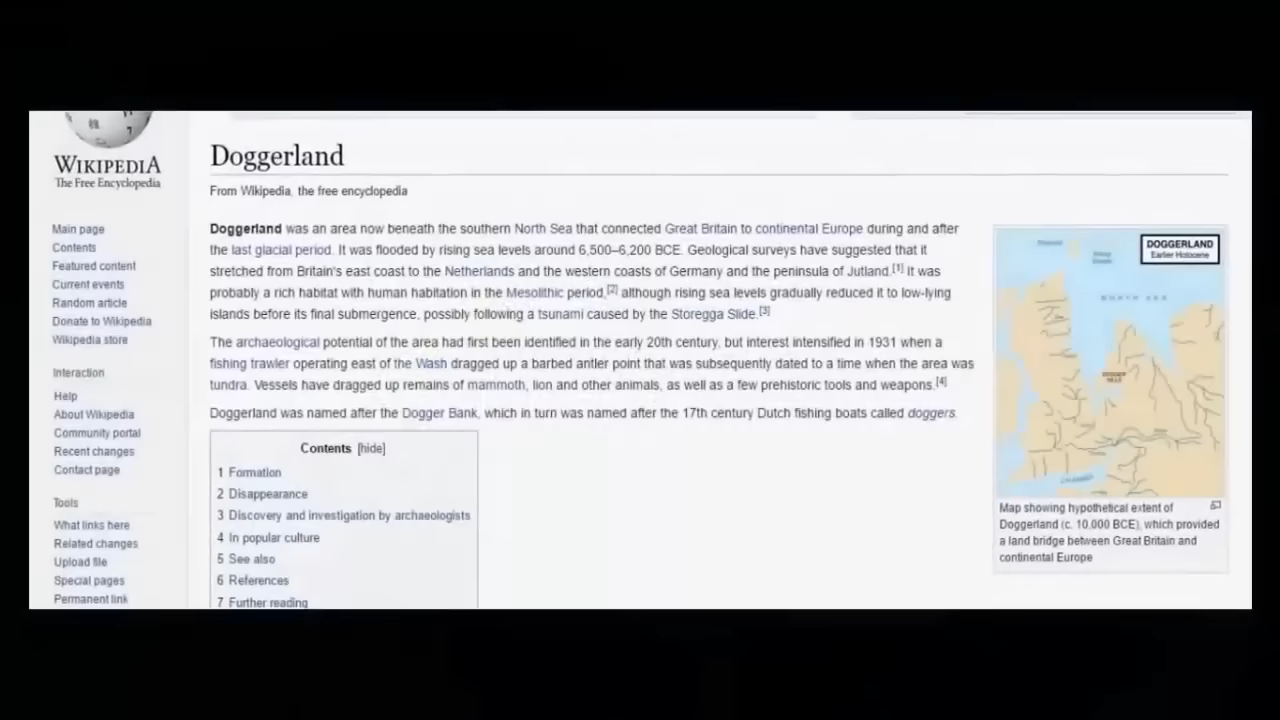 WIKIPEDIA
The Free Encyclopedia
Main page
Contents
Featured content
Current events
Random article
Donate to Wikipedia
Wikipedia store
Interaction
Help
About Wikipedia
Community portal
Recent changes
Contact page
Tools
What links here
Related changes
Upload file
Special pages
Permanent link
Doggerland
From Wikipedia, the free encyclopedia
Doggerland was an area now beneath the southern North Sea that connected Great Britain to continental Europe during and after
the last glacial period. It was flooded by rising sea levels around 6,500–6,200 BCE. Geological surveys have suggested that it
stretched from Britain's east coast to the Netherlands and the western coasts of Germany and the peninsula of Jutland.[1] It was
probably a rich habitat with human habitation in the Mesolithic period,[2] although rising sea levels gradually reduced it to low-lying
islands before its final submergence, possibly following a tsunami caused by the Storegga Slide.[3]
The archaeological potential of the area had first been identified in the early 20th century, but interest intensified in 1931 when a
fishing trawler operating east of the Wash dragged up a barbed antler point that was subsequently dated to a time when the area was
tundra. Vessels have dragged up remains of mammoth, lion and other animals, as well as a few prehistoric tools and weapons.[4]
Doggerland was named after the Dogger Bank, which in turn was named after the 17th century Dutch fishing boats called doggers.
Contents [hide]
1 Formation
2 Disappearance
3 Discovery and investigation by archaeologists
4 In popular culture
5 See also
6 References
7 Further reading
DOGGERLAND
Earlier Holocene
NORTH SEA
CHANNEL
Map showing hypothetical extent of
Doggerland (c. 10,000 BCE), which provided
a land bridge between Great Britain and
continental Europe